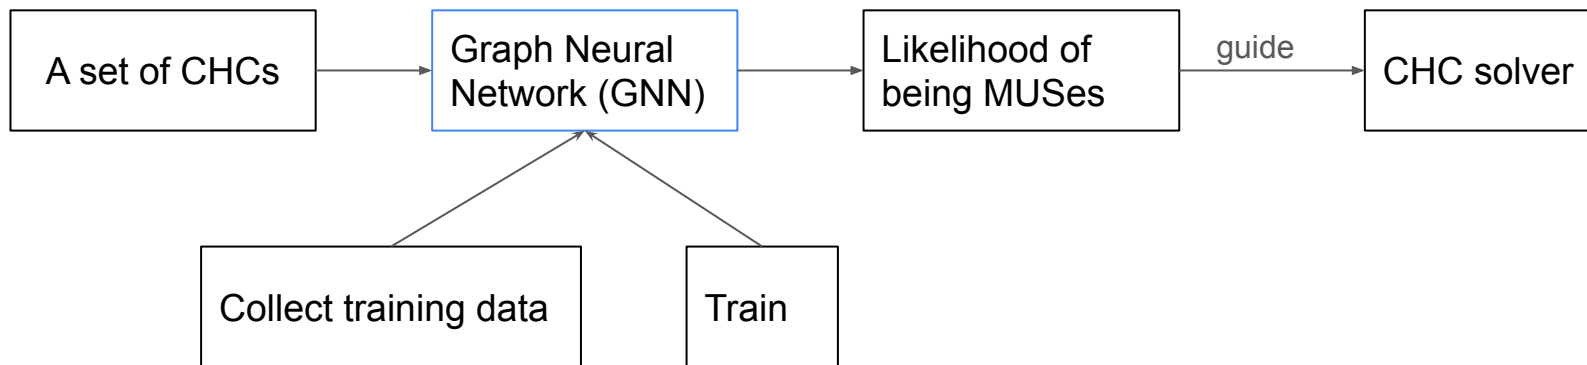 A set of CHCs
Graph Neural
Network (GNN)
Likelihood of
being MUSes
guide
CHC solver
Collect training data
Train